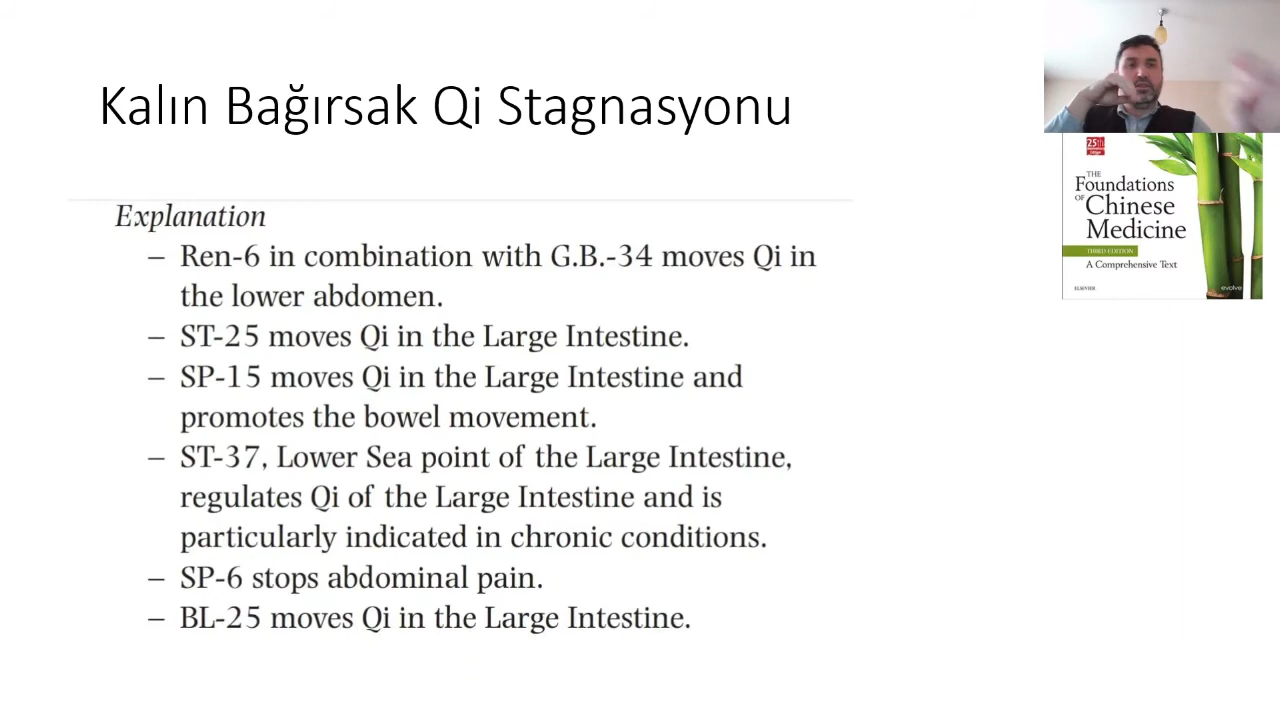 Kalın Bağırsak Qi Stagnasyonu
Explanation
– Ren-6 in combination with G.B.-34 moves Qi in
the lower abdomen.
– ST-25 moves Qi in the Large Intestine.
– SP-15 moves Qi in the Large Intestine and
promotes the bowel movement.
– ST-37, Lower Sea point of the Large Intestine,
regulates Qi of the Large Intestine and is
particularly indicated in chronic conditions.
– SP-6 stops abdominal pain.
– BL-25 moves Qi in the Large Intestine.
25th
THE
Foundations
OF Chinese
Medicine
THIRD EDITION
A Comprehensive Text
ELSEVIER
evolve